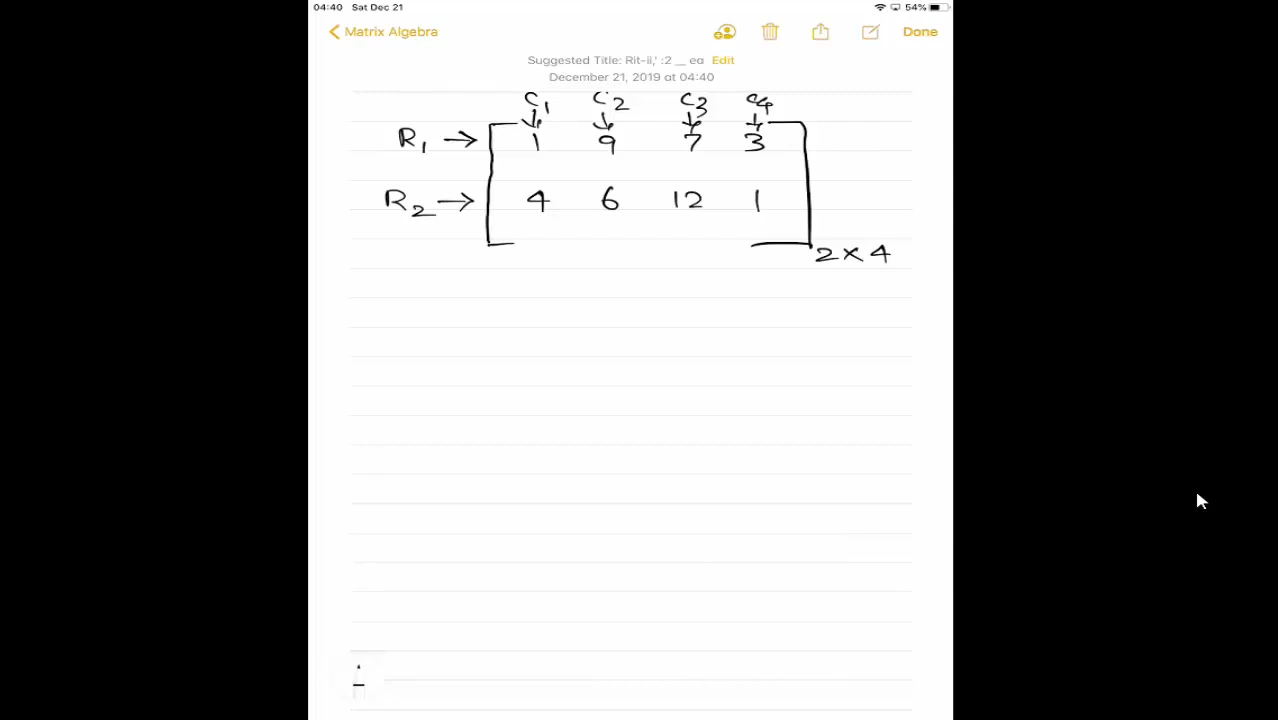 04:40 Sat Dec 21 54%
Matrix Algebra Done
Suggested Title: Rit-ii,' :2 __ ea Edit
December 21, 2019 at 04:40
C1 C2 C3 C4
R1 → 1 9 7 3
R2 → 4 6 12 1
2 × 4